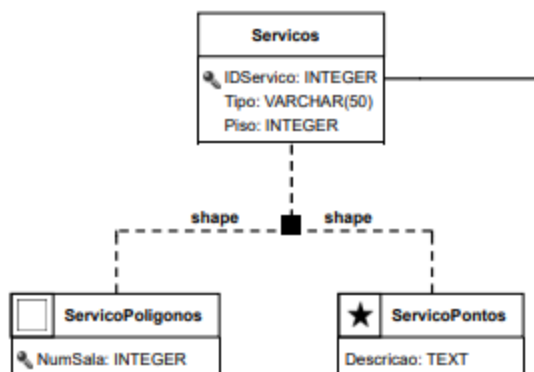 Servicos
IDServico: INTEGER
Tipo: VARCHAR(50)
Piso: INTEGER
shape shape
ServicoPoligonos ServicoPontos
NumSala: INTEGER Descricao: TEXT